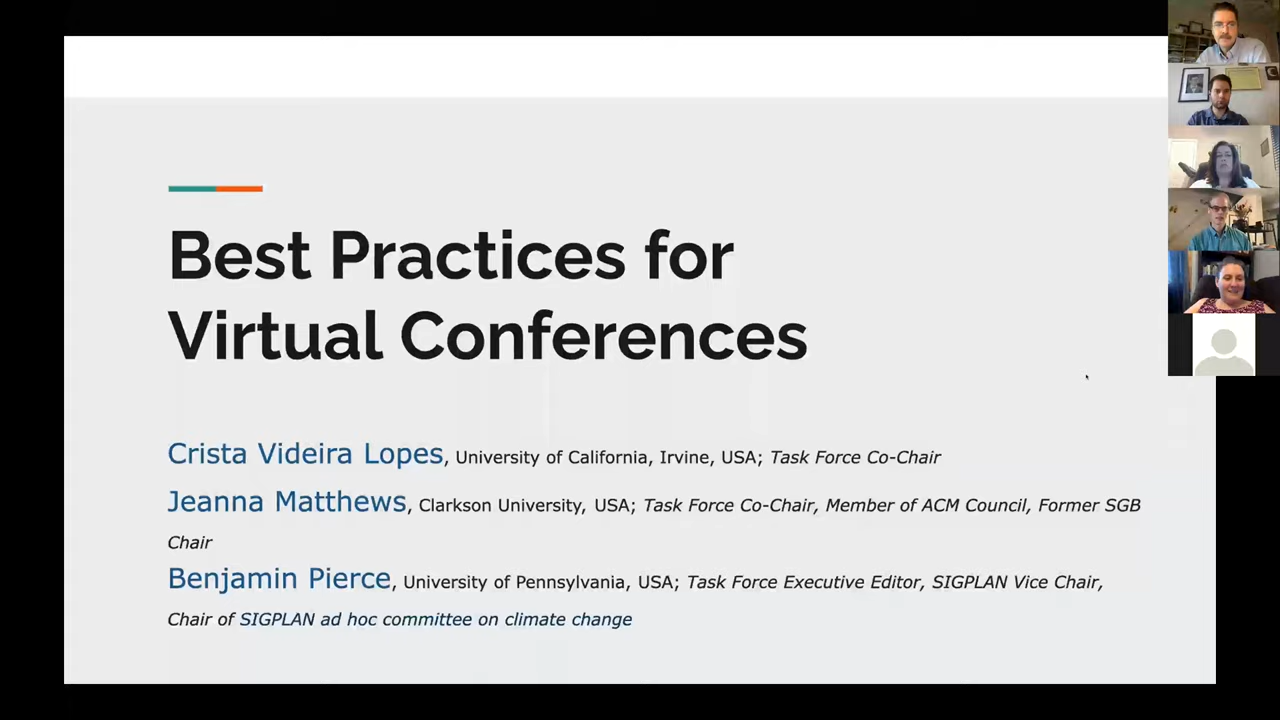 Best Practices for
Virtual Conferences
Crista Videira Lopes, University of California, Irvine, USA; Task Force Co-Chair
Jeanna Matthews, Clarkson University, USA; Task Force Co-Chair, Member of ACM Council, Former SGB
Chair
Benjamin Pierce, University of Pennsylvania, USA; Task Force Executive Editor, SIGPLAN Vice Chair,
Chair of SIGPLAN ad hoc committee on climate change